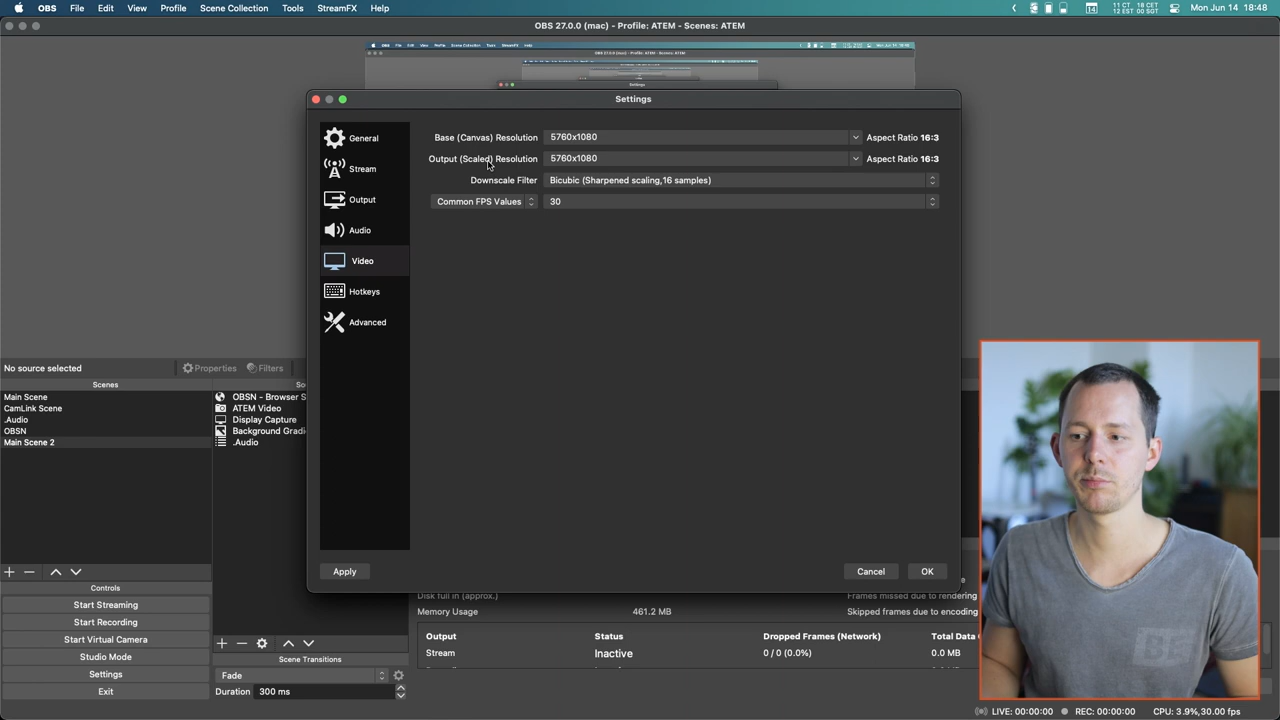 OBS File Edit View Profile Scene Collection Tools StreamFX Help
11 CT 18 CET
12 EST 00 SGT
Mon Jun 14 18:48
OBS 27.0.0 (mac) - Profile: ATEM - Scenes: ATEM
Settings
General
Stream
Output
Audio
Video
Hotkeys
Advanced
Base (Canvas) Resolution 5760x1080 Aspect Ratio 16:3
Output (Scaled) Resolution 5760x1080 Aspect Ratio 16:3
Downscale Filter Bicubic (Sharpened scaling,16 samples)
Common FPS Values 30
Apply Cancel OK
No source selected Properties Filters
Scenes
Main Scene
CamLink Scene
.Audio
OBSN
Main Scene 2
OBSN - Browser S
ATEM Video
Display Capture
Background Gradi
.Audio
Controls
Start Streaming
Start Recording
Start Virtual Camera
Studio Mode
Settings
Exit
Scene Transitions
Fade
Duration 300 ms
Disk full in (approx.) Frames missed due to rendering
Memory Usage 461.2 MB Skipped frames due to encoding
Output Status Dropped Frames (Network) Total Data
Stream Inactive 0 / 0 (0.0%) 0.0 MB
LIVE: 00:00:00 REC: 00:00:00 CPU: 3.9%,30.00 fps